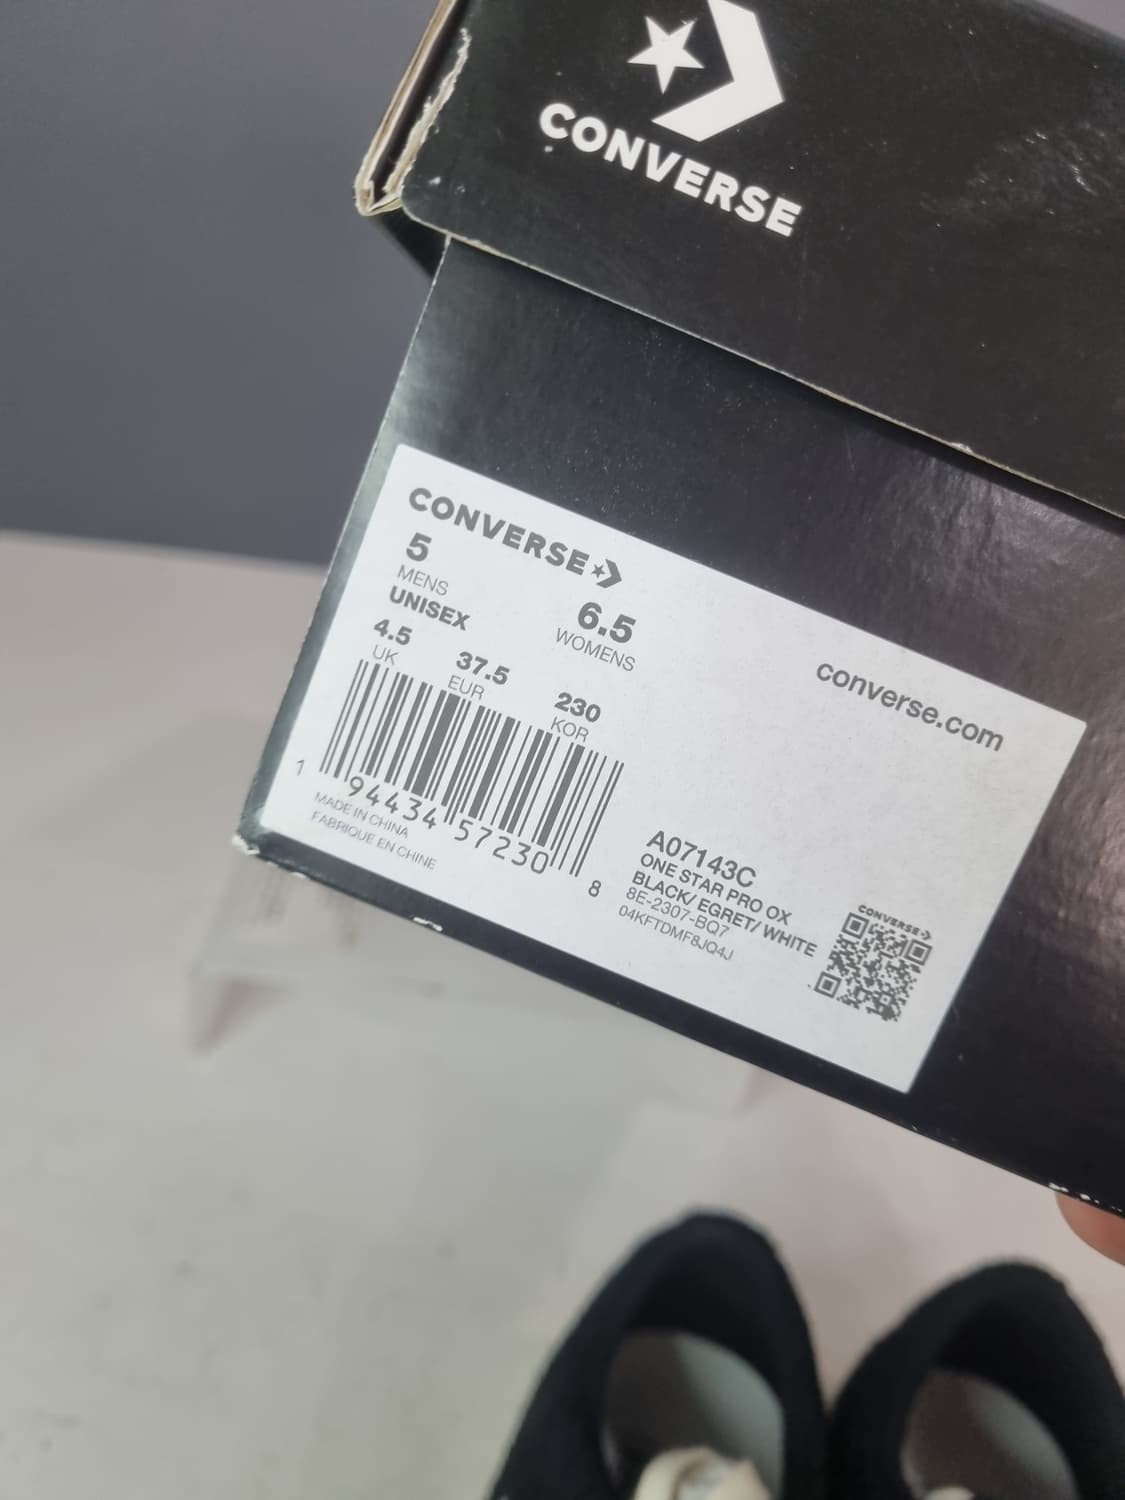 CONVERSE
CONVERSE
5
MENS
UNISEX
6.5
WOMENS
4.5
UK
37.5
EUR
230
KOR
converse.com
1 94434 57230 8
MADE IN CHINA
FABRIQUE EN CHINE
A07143C
ONE STAR PRO OX
BLACK/ EGRET/ WHITE
8E-2307-BQ7
04KFTDMF8JQ4J
CONVERSE